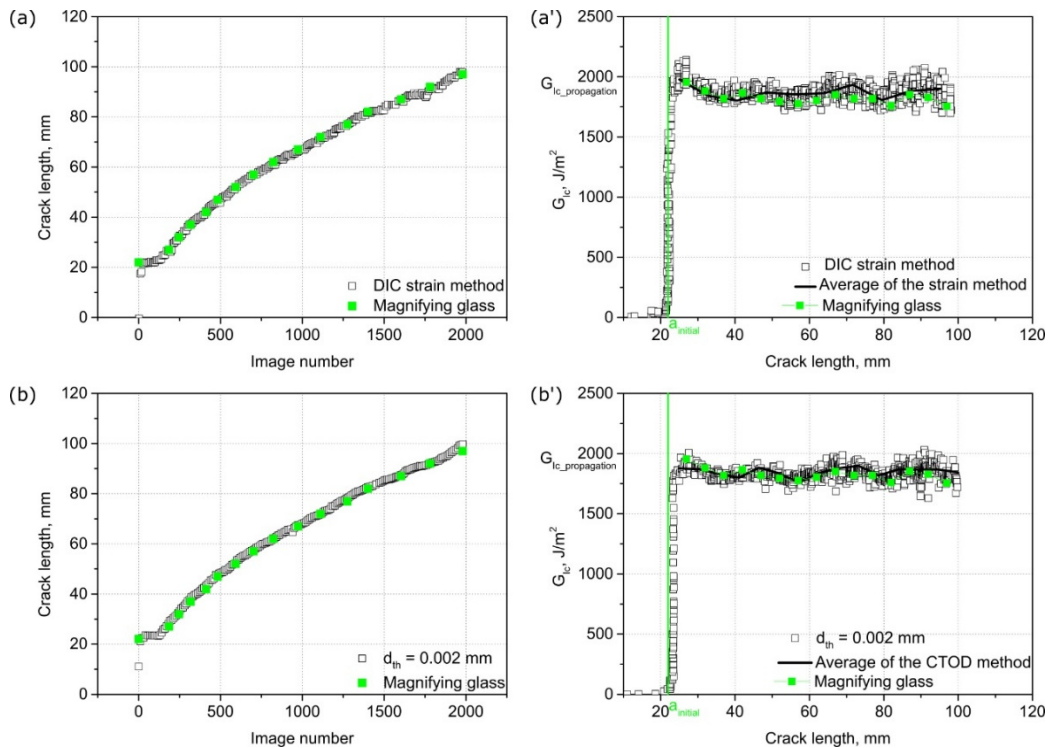 (a)
120
100
80
60
40
20
0
Crack length, mm
0 500 1000 1500 2000
Image number
DIC strain method
Magnifying glass
(a')
2500
2000
G_Ic_propagation
1500
1000
500
0
G_Ic, J/m²
20 40 60 80 100 120
a_initial
Crack length, mm
DIC strain method
Average of the strain method
Magnifying glass
(b)
120
100
80
60
40
20
0
Crack length, mm
0 500 1000 1500 2000
Image number
d_th = 0.002 mm
Magnifying glass
(b')
2500
2000
G_Ic_propagation
1500
1000
500
0
G_Ic, J/m²
20 40 60 80 100 120
a_initial
Crack length, mm
d_th = 0.002 mm
Average of the CTOD method
Magnifying glass